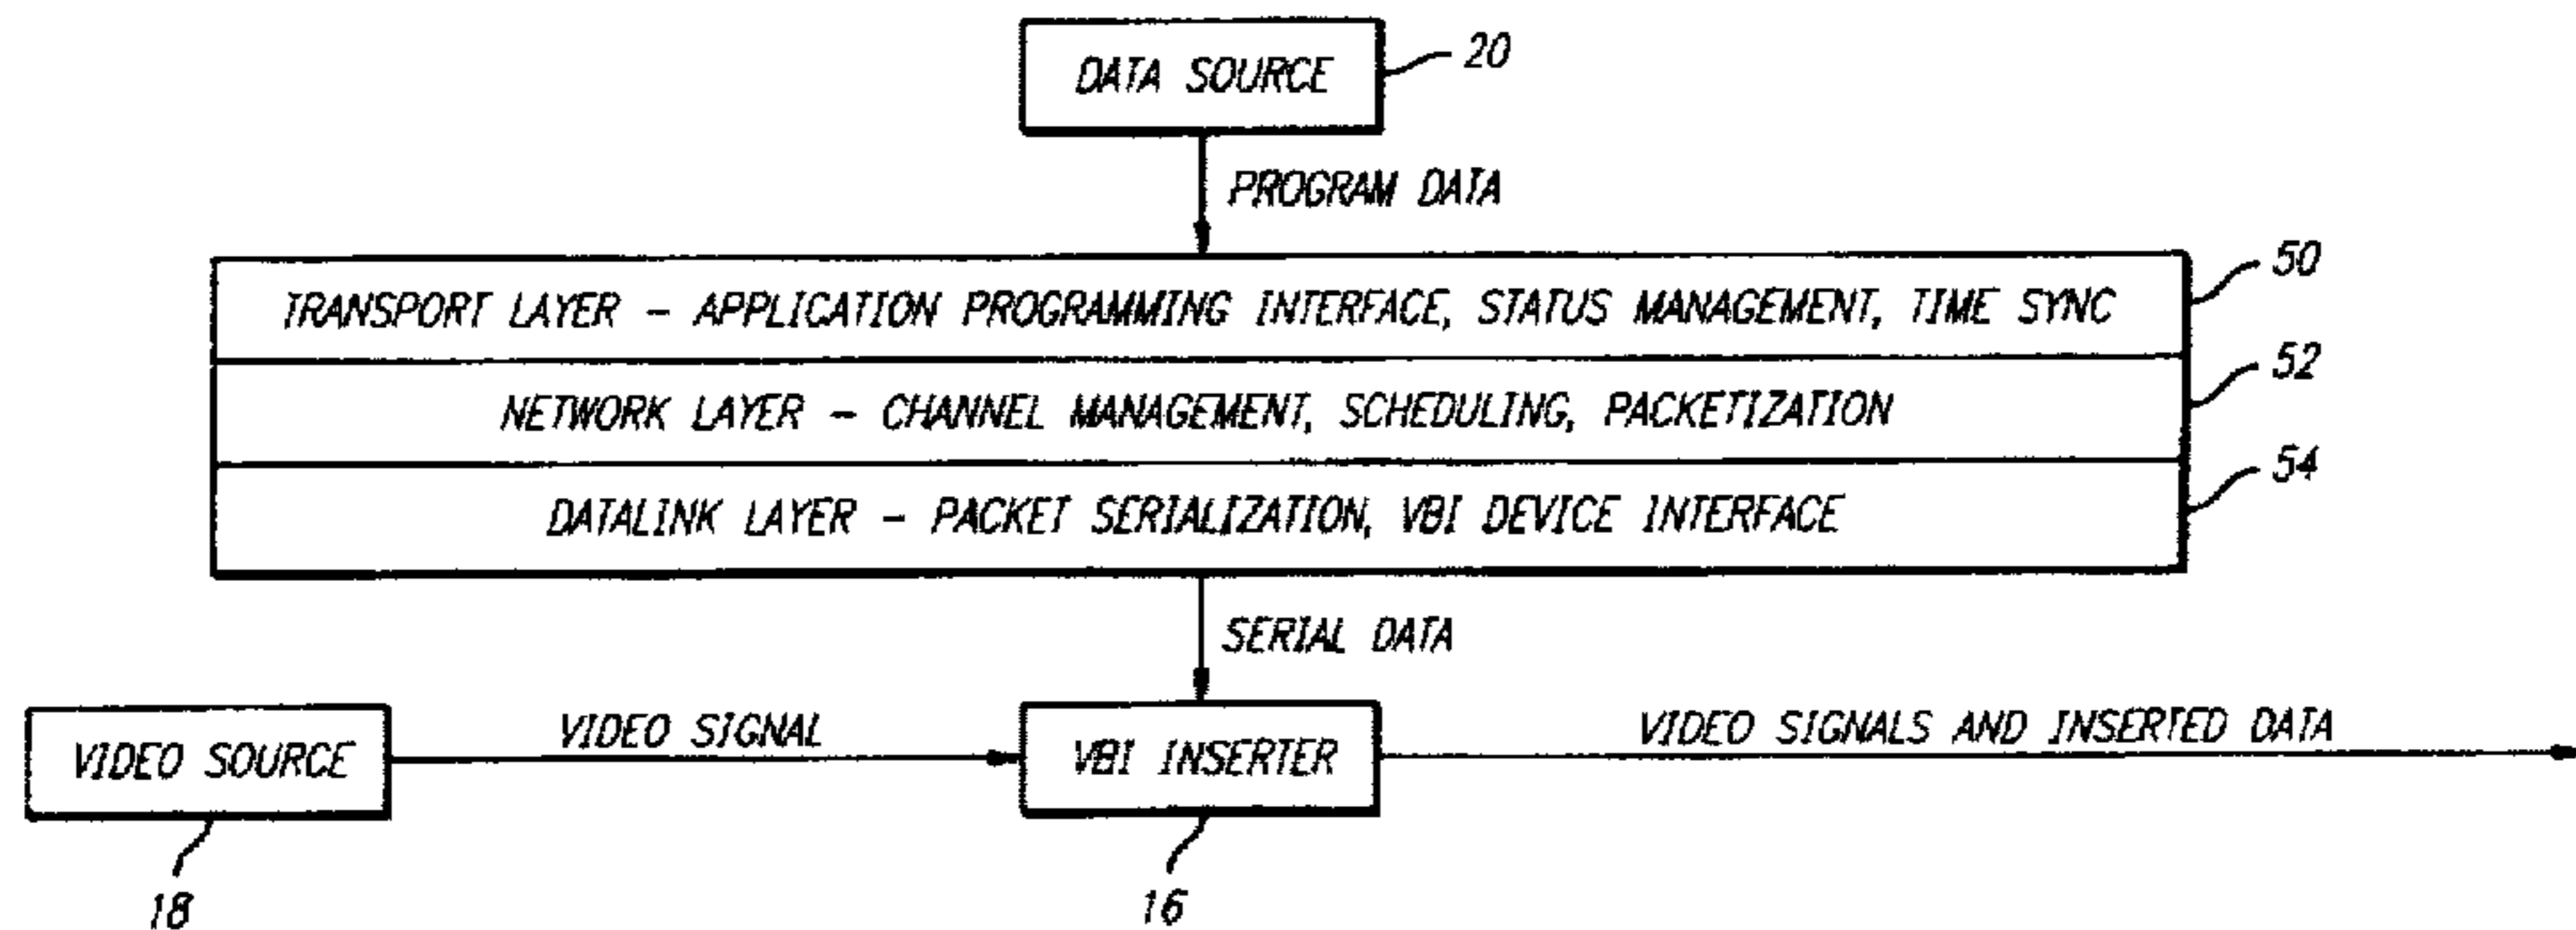 DATA SOURCE
20
PROGRAM DATA
TRANSPORT LAYER - APPLICATION PROGRAMMING INTERFACE, STATUS MANAGEMENT, TIME SYNC
50
NETWORK LAYER - CHANNEL MANAGEMENT, SCHEDULING, PACKETIZATION
52
DATALINK LAYER - PACKET SERIALIZATION, VBI DEVICE INTERFACE
54
SERIAL DATA
VIDEO SOURCE
VIDEO SIGNAL
VBI INSERTER
VIDEO SIGNALS AND INSERTED DATA
18
16